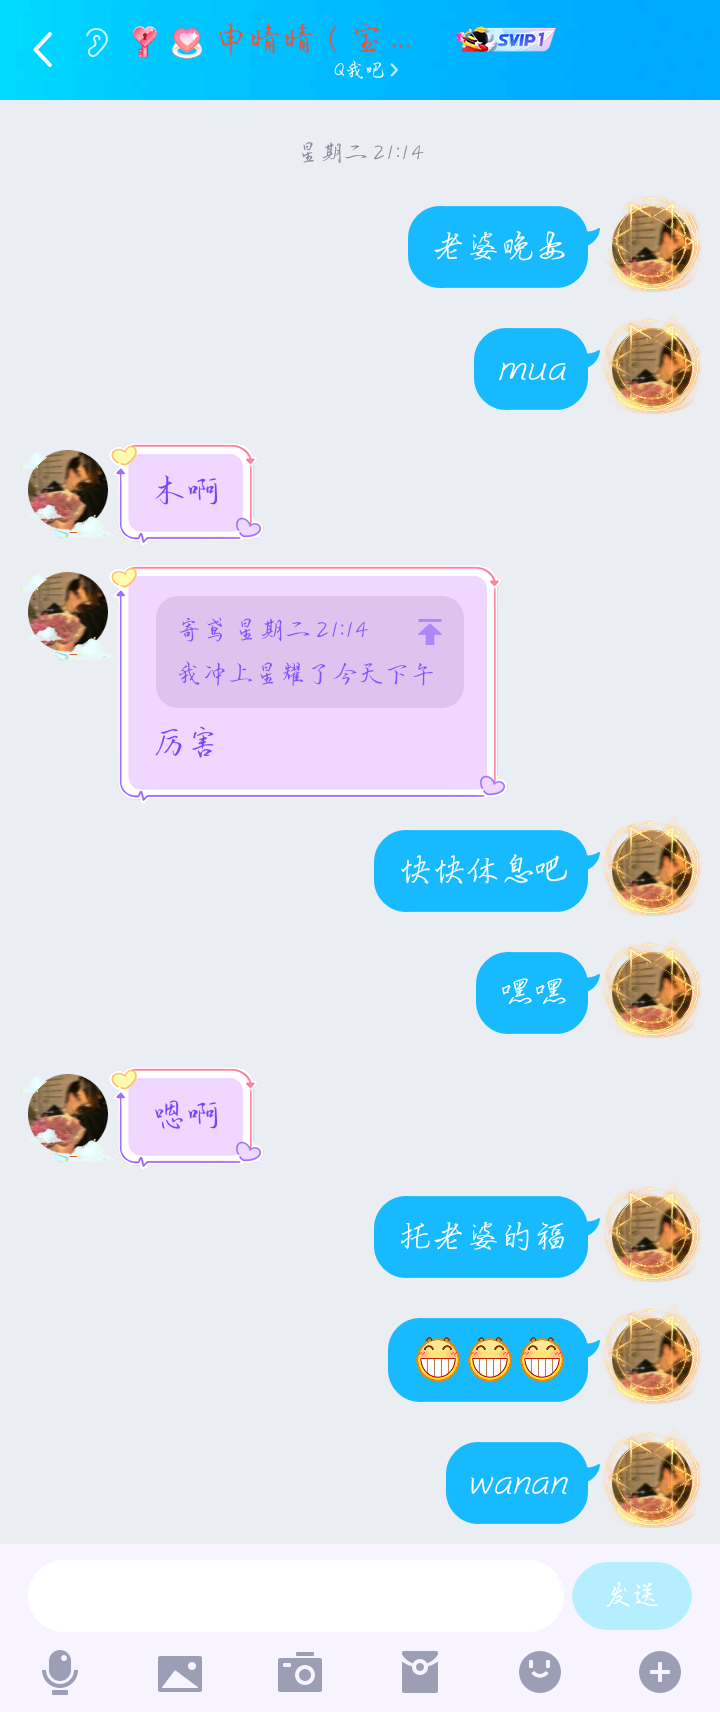 申晴晴（宝...
SVIP1
Q我吧
星期二 21:14
老婆晚安
mua
木啊
寄鸢 星期二 21:14
我冲上星耀了今天下午
厉害
快快休息吧
嘿嘿
嗯啊
托老婆的福
wanan
发送